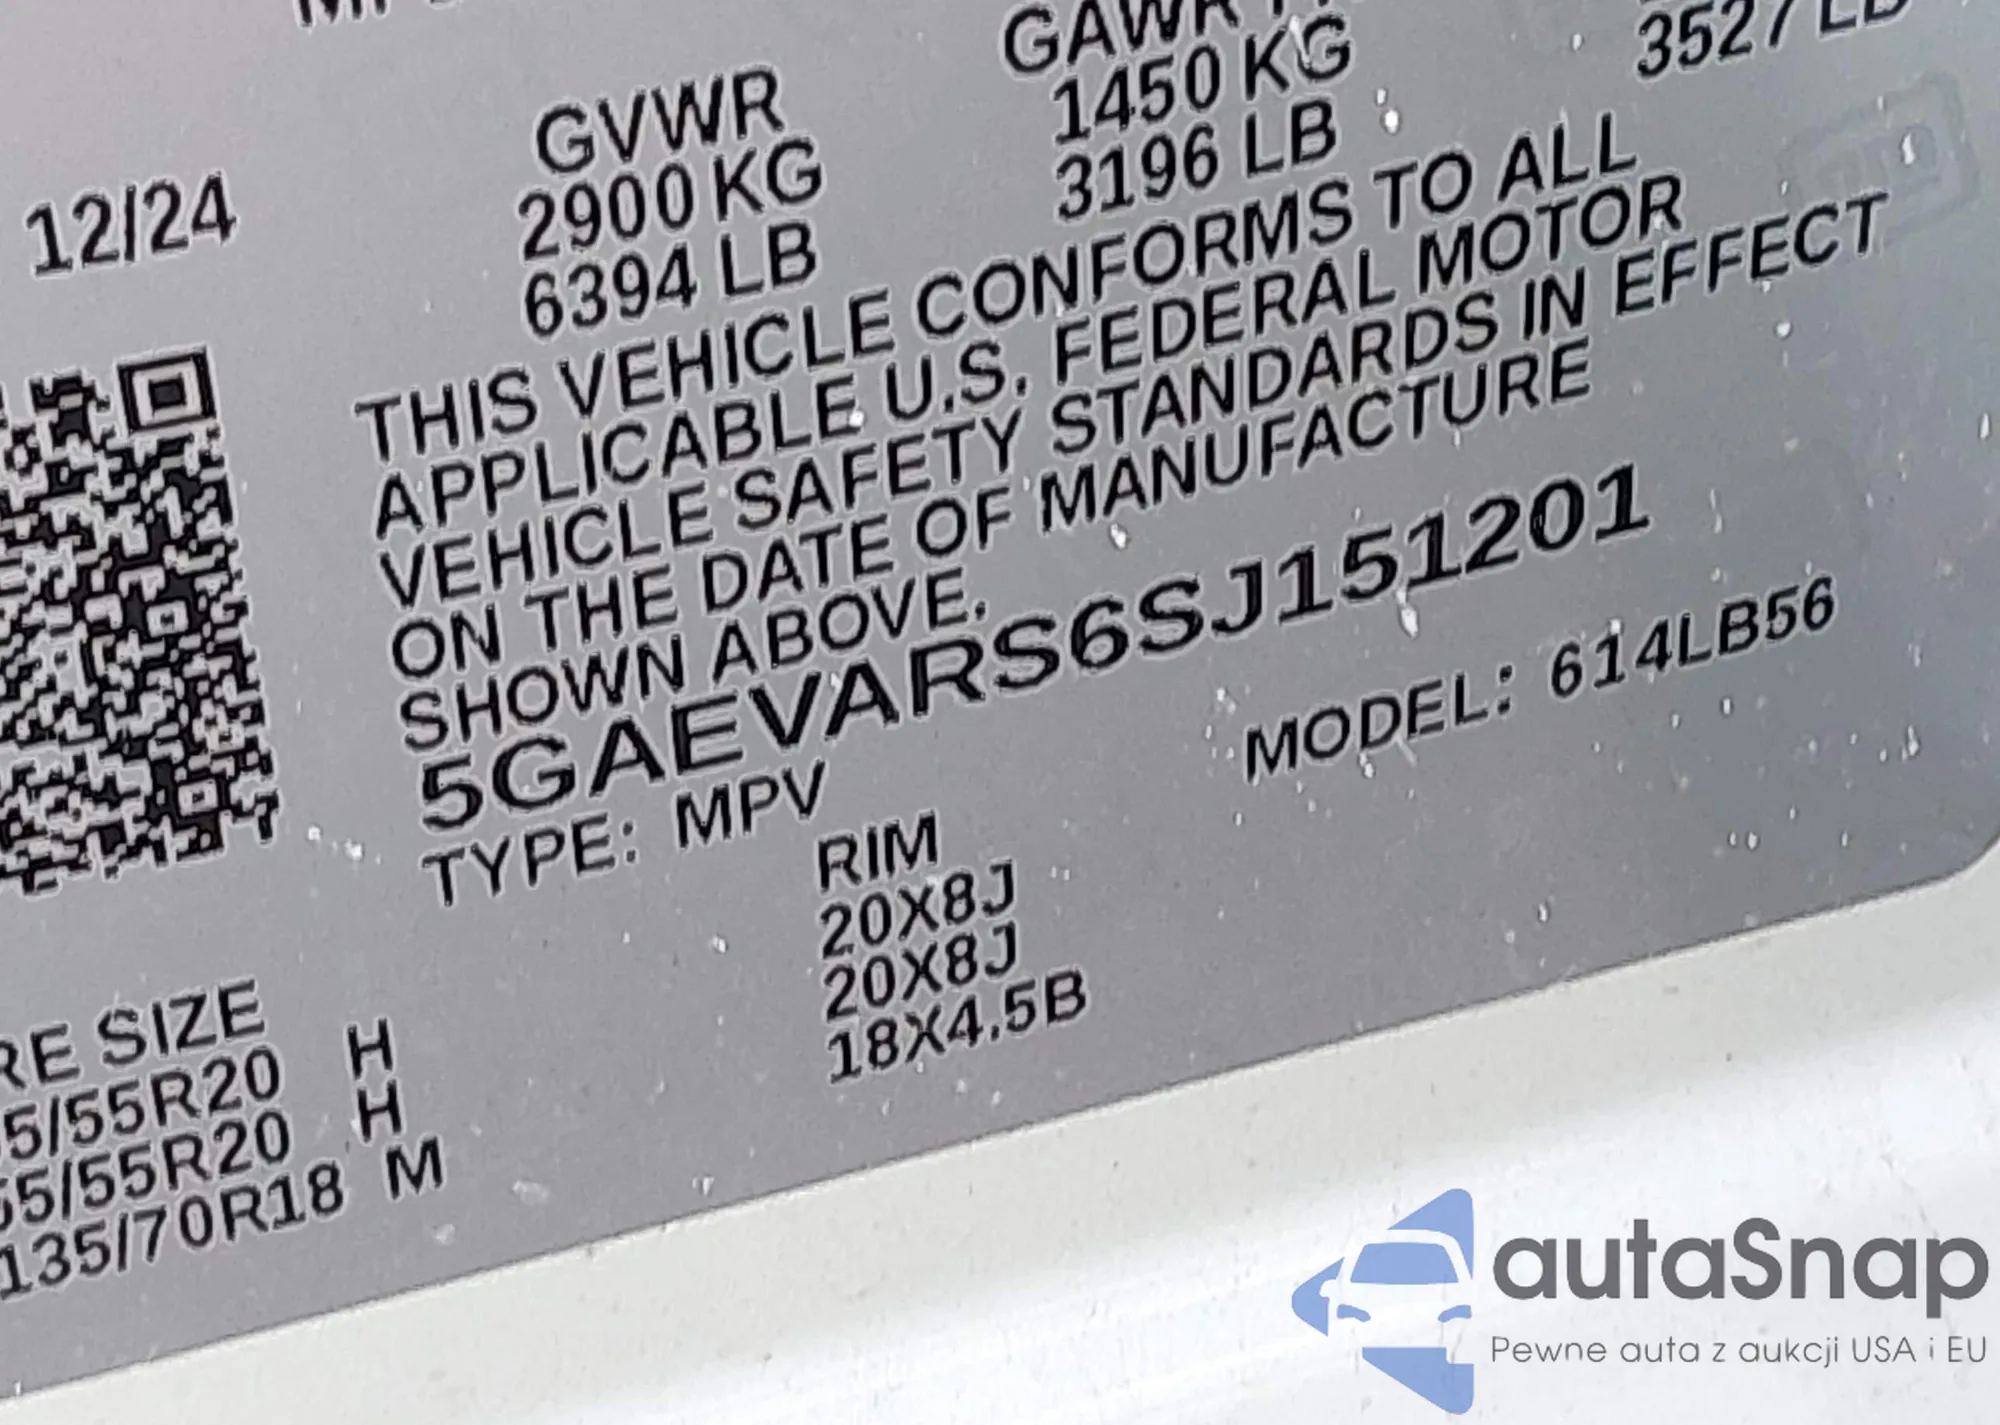 GVWR
2900 KG
6394 LB
GAWR
1450 KG
3196 LB
3527 LB
12/24
THIS VEHICLE CONFORMS TO ALL
APPLICABLE U.S. FEDERAL MOTOR
VEHICLE SAFETY STANDARDS IN EFFECT
ON THE DATE OF MANUFACTURE
SHOWN ABOVE.
5GAEVARS6SJ151201
TYPE: MPV
MODEL: 614LB56
RIM
20X8J
20X8J
18X4.5B
RE SIZE
5/55R20 H
55/55R20 H
135/70R18 M
autaSnap
Pewne auta z aukcji USA i EU